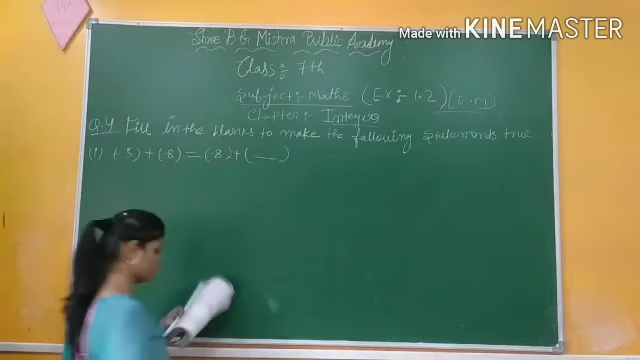 Made with KINEMASTER
Shree B G Mishra Public Academy
Class:- 7th
Subject:- Maths (Ex:- 1.2) (E.M)
Chapter:- Integers
Q.4 Fill in the blanks to make the following statements true
(i) (-5) + (-8) = (-8) + ( __ )